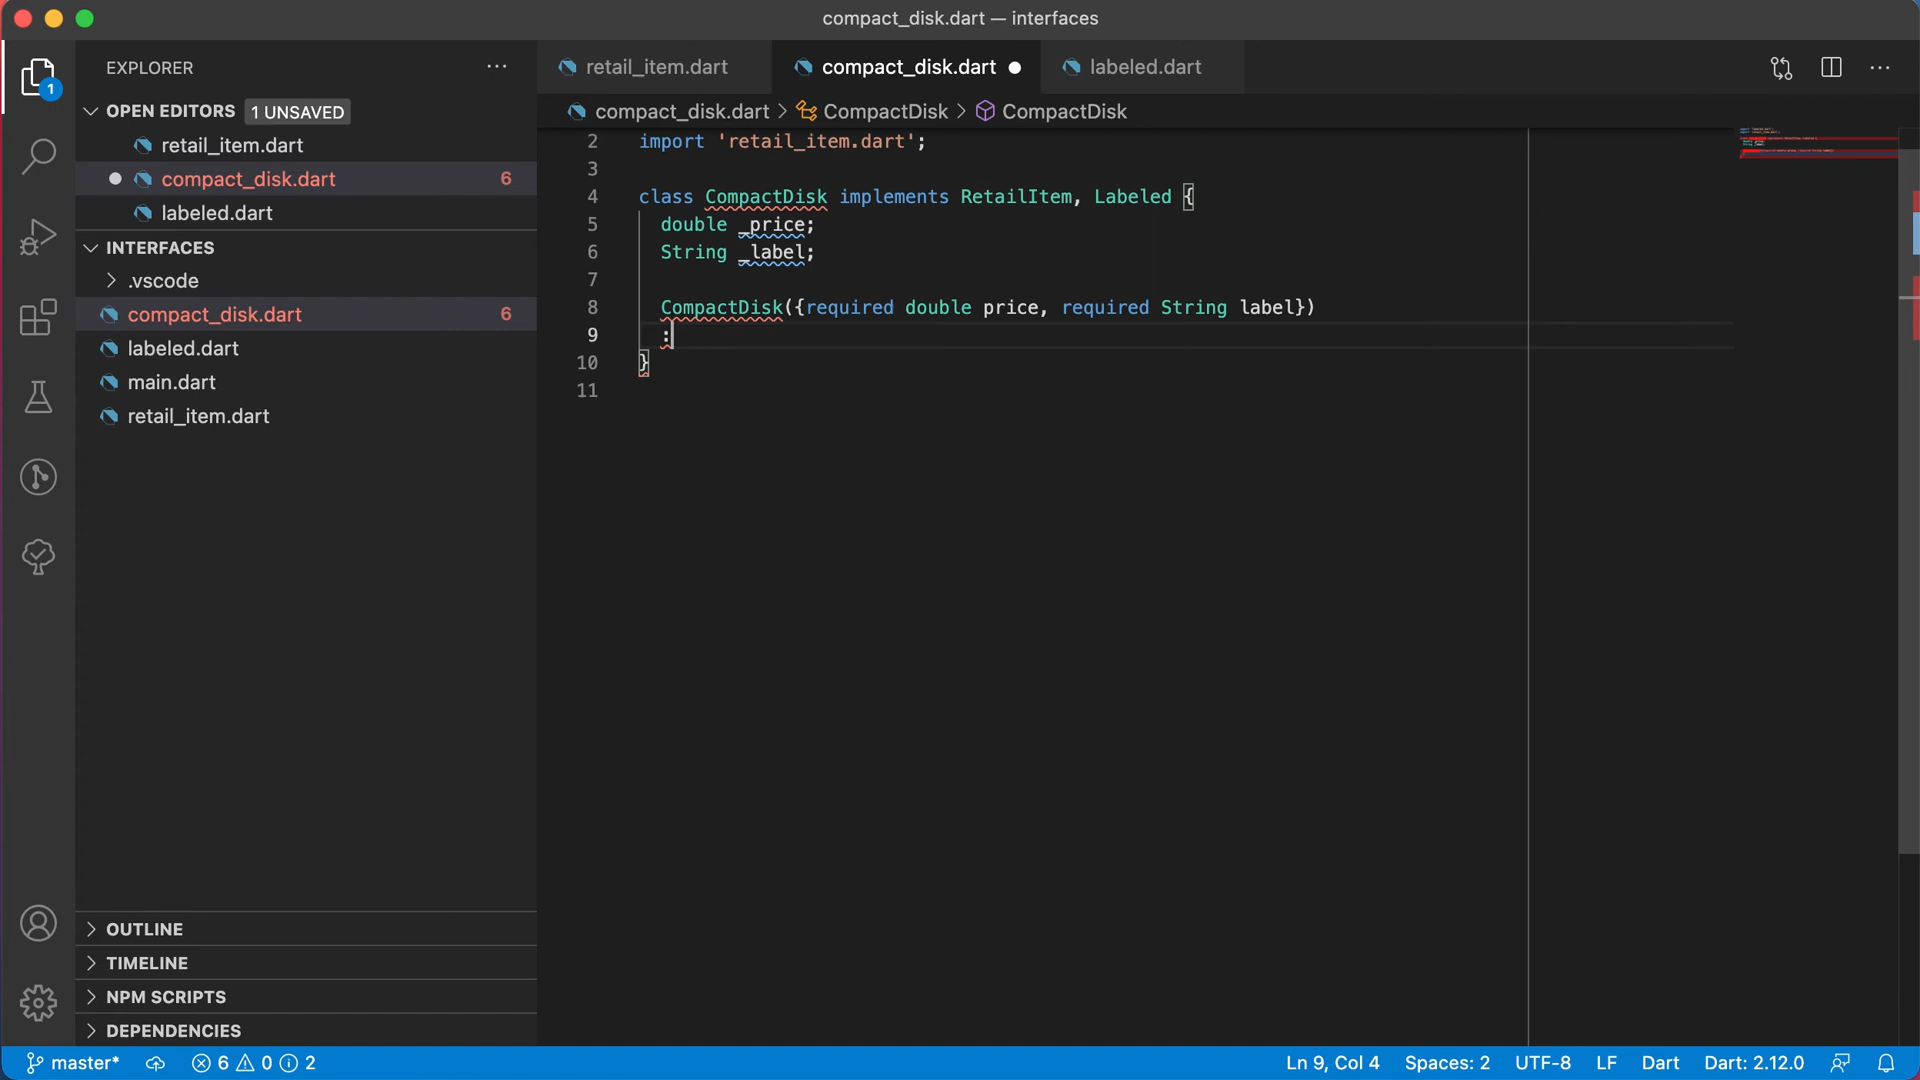 compact_disk.dart — interfaces
EXPLORER
retail_item.dart
compact_disk.dart
labeled.dart
OPEN EDITORS 1 UNSAVED
compact_disk.dart > CompactDisk > CompactDisk
retail_item.dart
compact_disk.dart 6
labeled.dart
INTERFACES
.vscode
compact_disk.dart 6
labeled.dart
main.dart
retail_item.dart
1
2 import 'retail_item.dart';
3
4 class CompactDisk implements RetailItem, Labeled {
5 double _price;
6 String _label;
7
8 CompactDisk({required double price, required String label})
9 :
10 }
11
OUTLINE
TIMELINE
NPM SCRIPTS
DEPENDENCIES
master* 6 0 2 Ln 9, Col 4 Spaces: 2 UTF-8 LF Dart Dart: 2.12.0